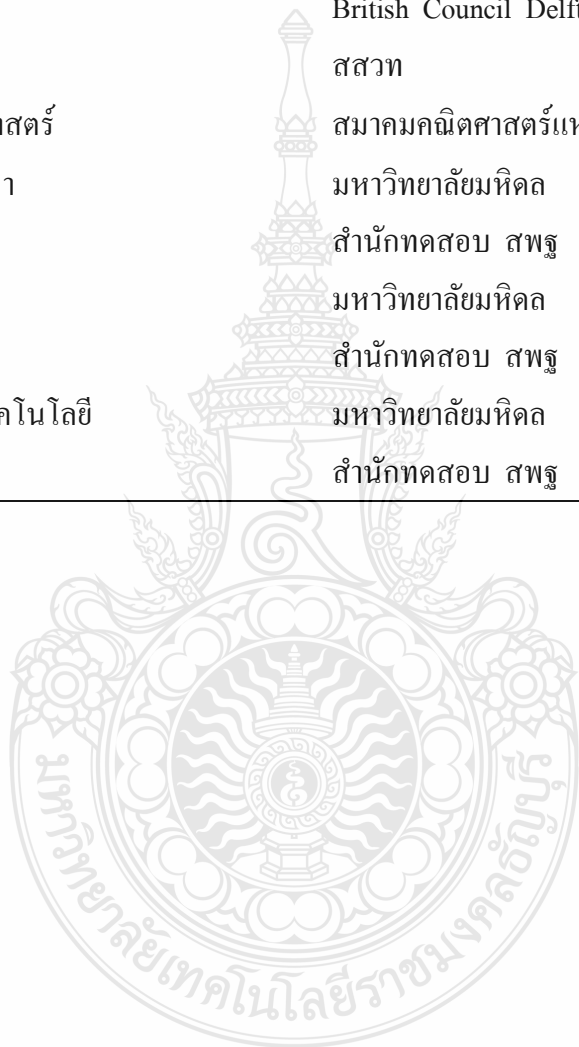 British Council Delft
สสวท
าสตร์ สมาคมคณิตศาสตร์แห
า มหาวิทยาลัยมหิดล
สำนักทดสอบ สพฐ
มหาวิทยาลัยมหิดล
สำนักทดสอบ สพฐ
คโนโลยี มหาวิทยาลัยมหิดล
สำนักทดสอบ สพฐ
มหาวิทยาลัยเทคโนโลยีราชมงคลธัญบุรี